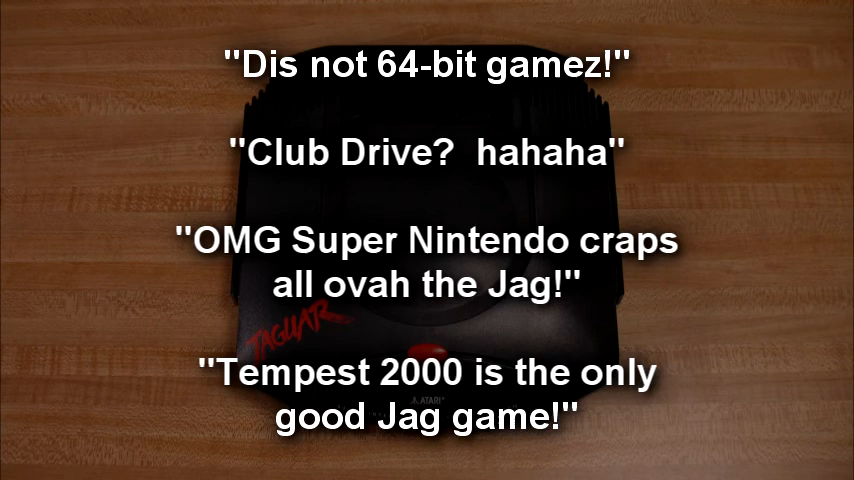 "Dis not 64-bit gamez!"
"Club Drive?  hahaha"
"OMG Super Nintendo craps
all ovah the Jag!"
JAGUAR
"Tempest 2000 is the only
ATARI
good Jag game!"